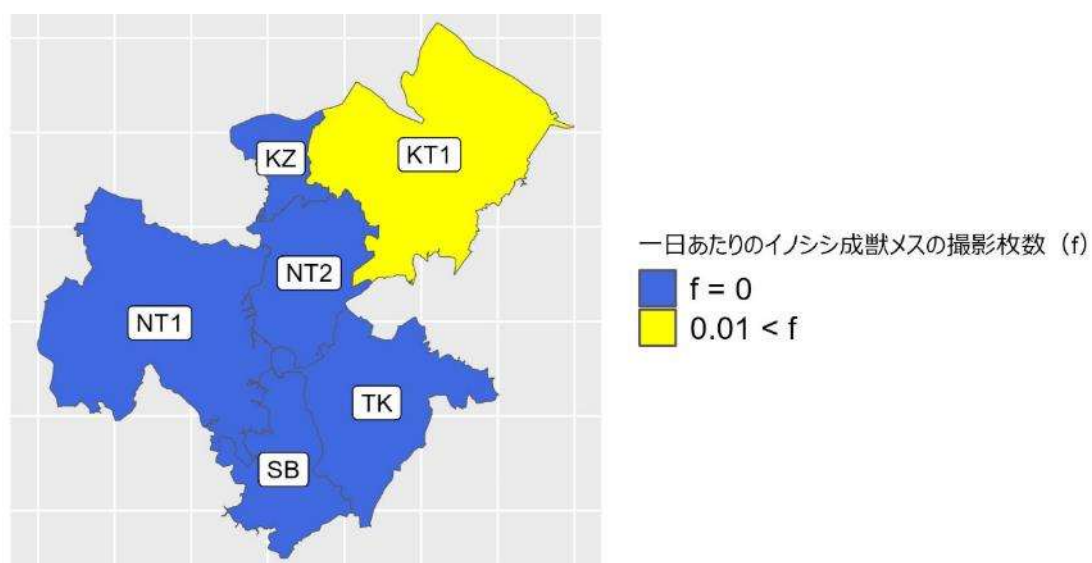 KZ
KT1
NT2
NT1
TK
SB
一日あたりのイノシシ成獣メスの撮影枚数（f）
f = 0
0.01 < f